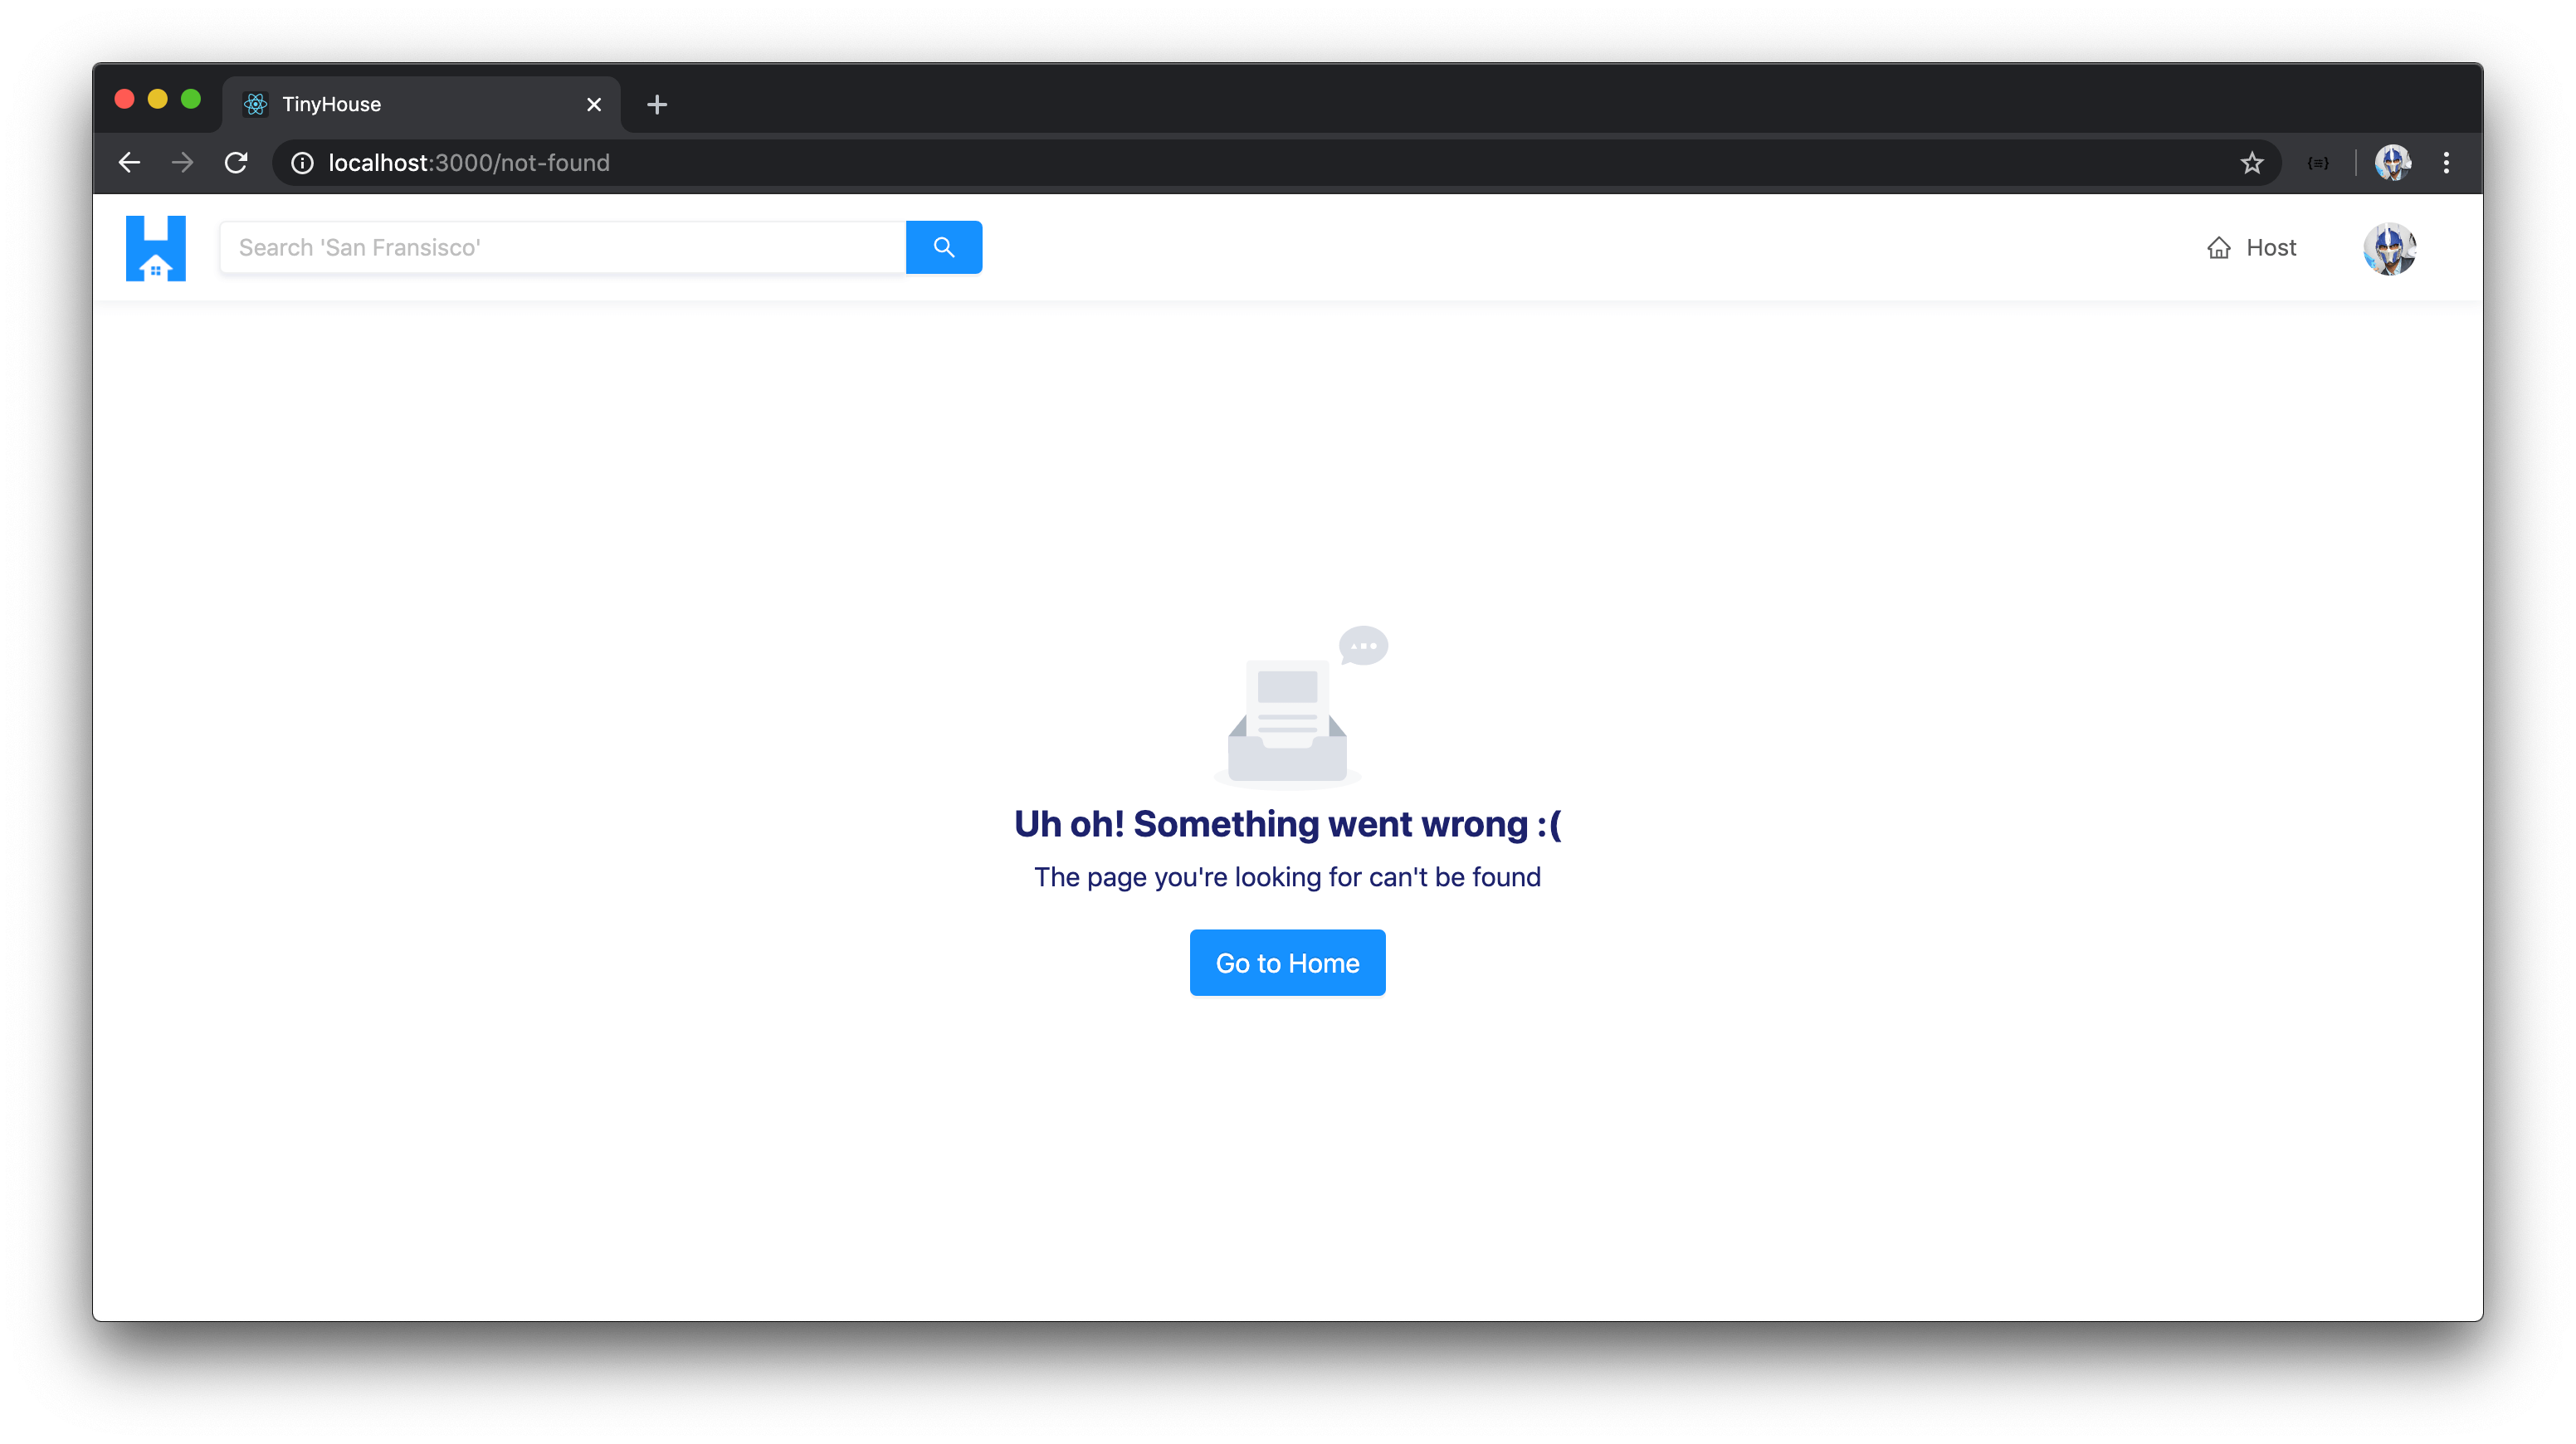 TinyHouse
localhost:3000/not-found
Search 'San Fransisco'
Host
Uh oh! Something went wrong :(
The page you're looking for can't be found
Go to Home